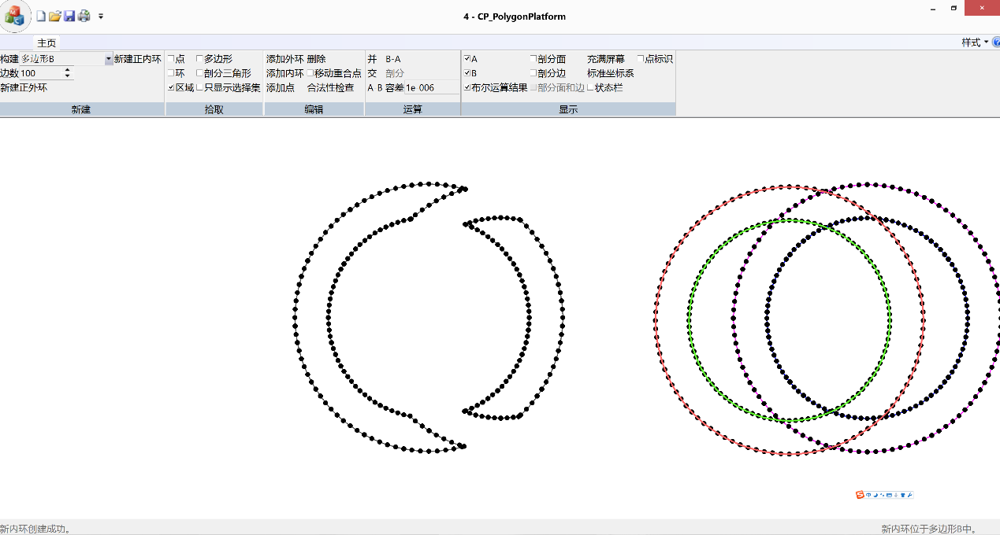 4 - CP_PolygonPlatform
主页 样式
构建 多边形B 新建正内环 点 多边形 添加外环 删除 并 B-A A 剖分面 充满屏幕 点标识
边数 100 环 剖分三角形 添加内环 移动重合点 交 剖分 B 剖分边 标准坐标系
新建正外环 区域 只显示选择集 添加点 合法性检查 A-B 容差 1e-006 布尔运算结果 剖分面和边 状态栏
新建 拾取 编辑 运算 显示
中
新内环创建成功。 新内环位于多边形B中。